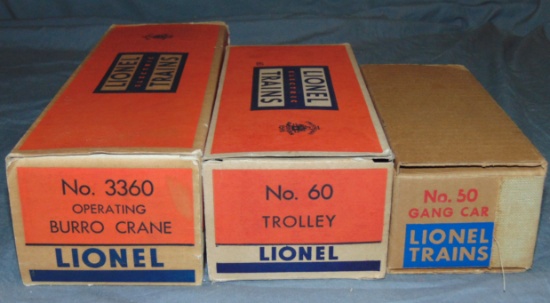 LIONEL
ELECTRIC
TRAINS
LIONEL
ELECTRIC
TRAINS
No. 3360
OPERATING
BURRO CRANE
LIONEL
No. 60
TROLLEY
LIONEL
No. 50
GANG CAR
LIONEL
TRAINS